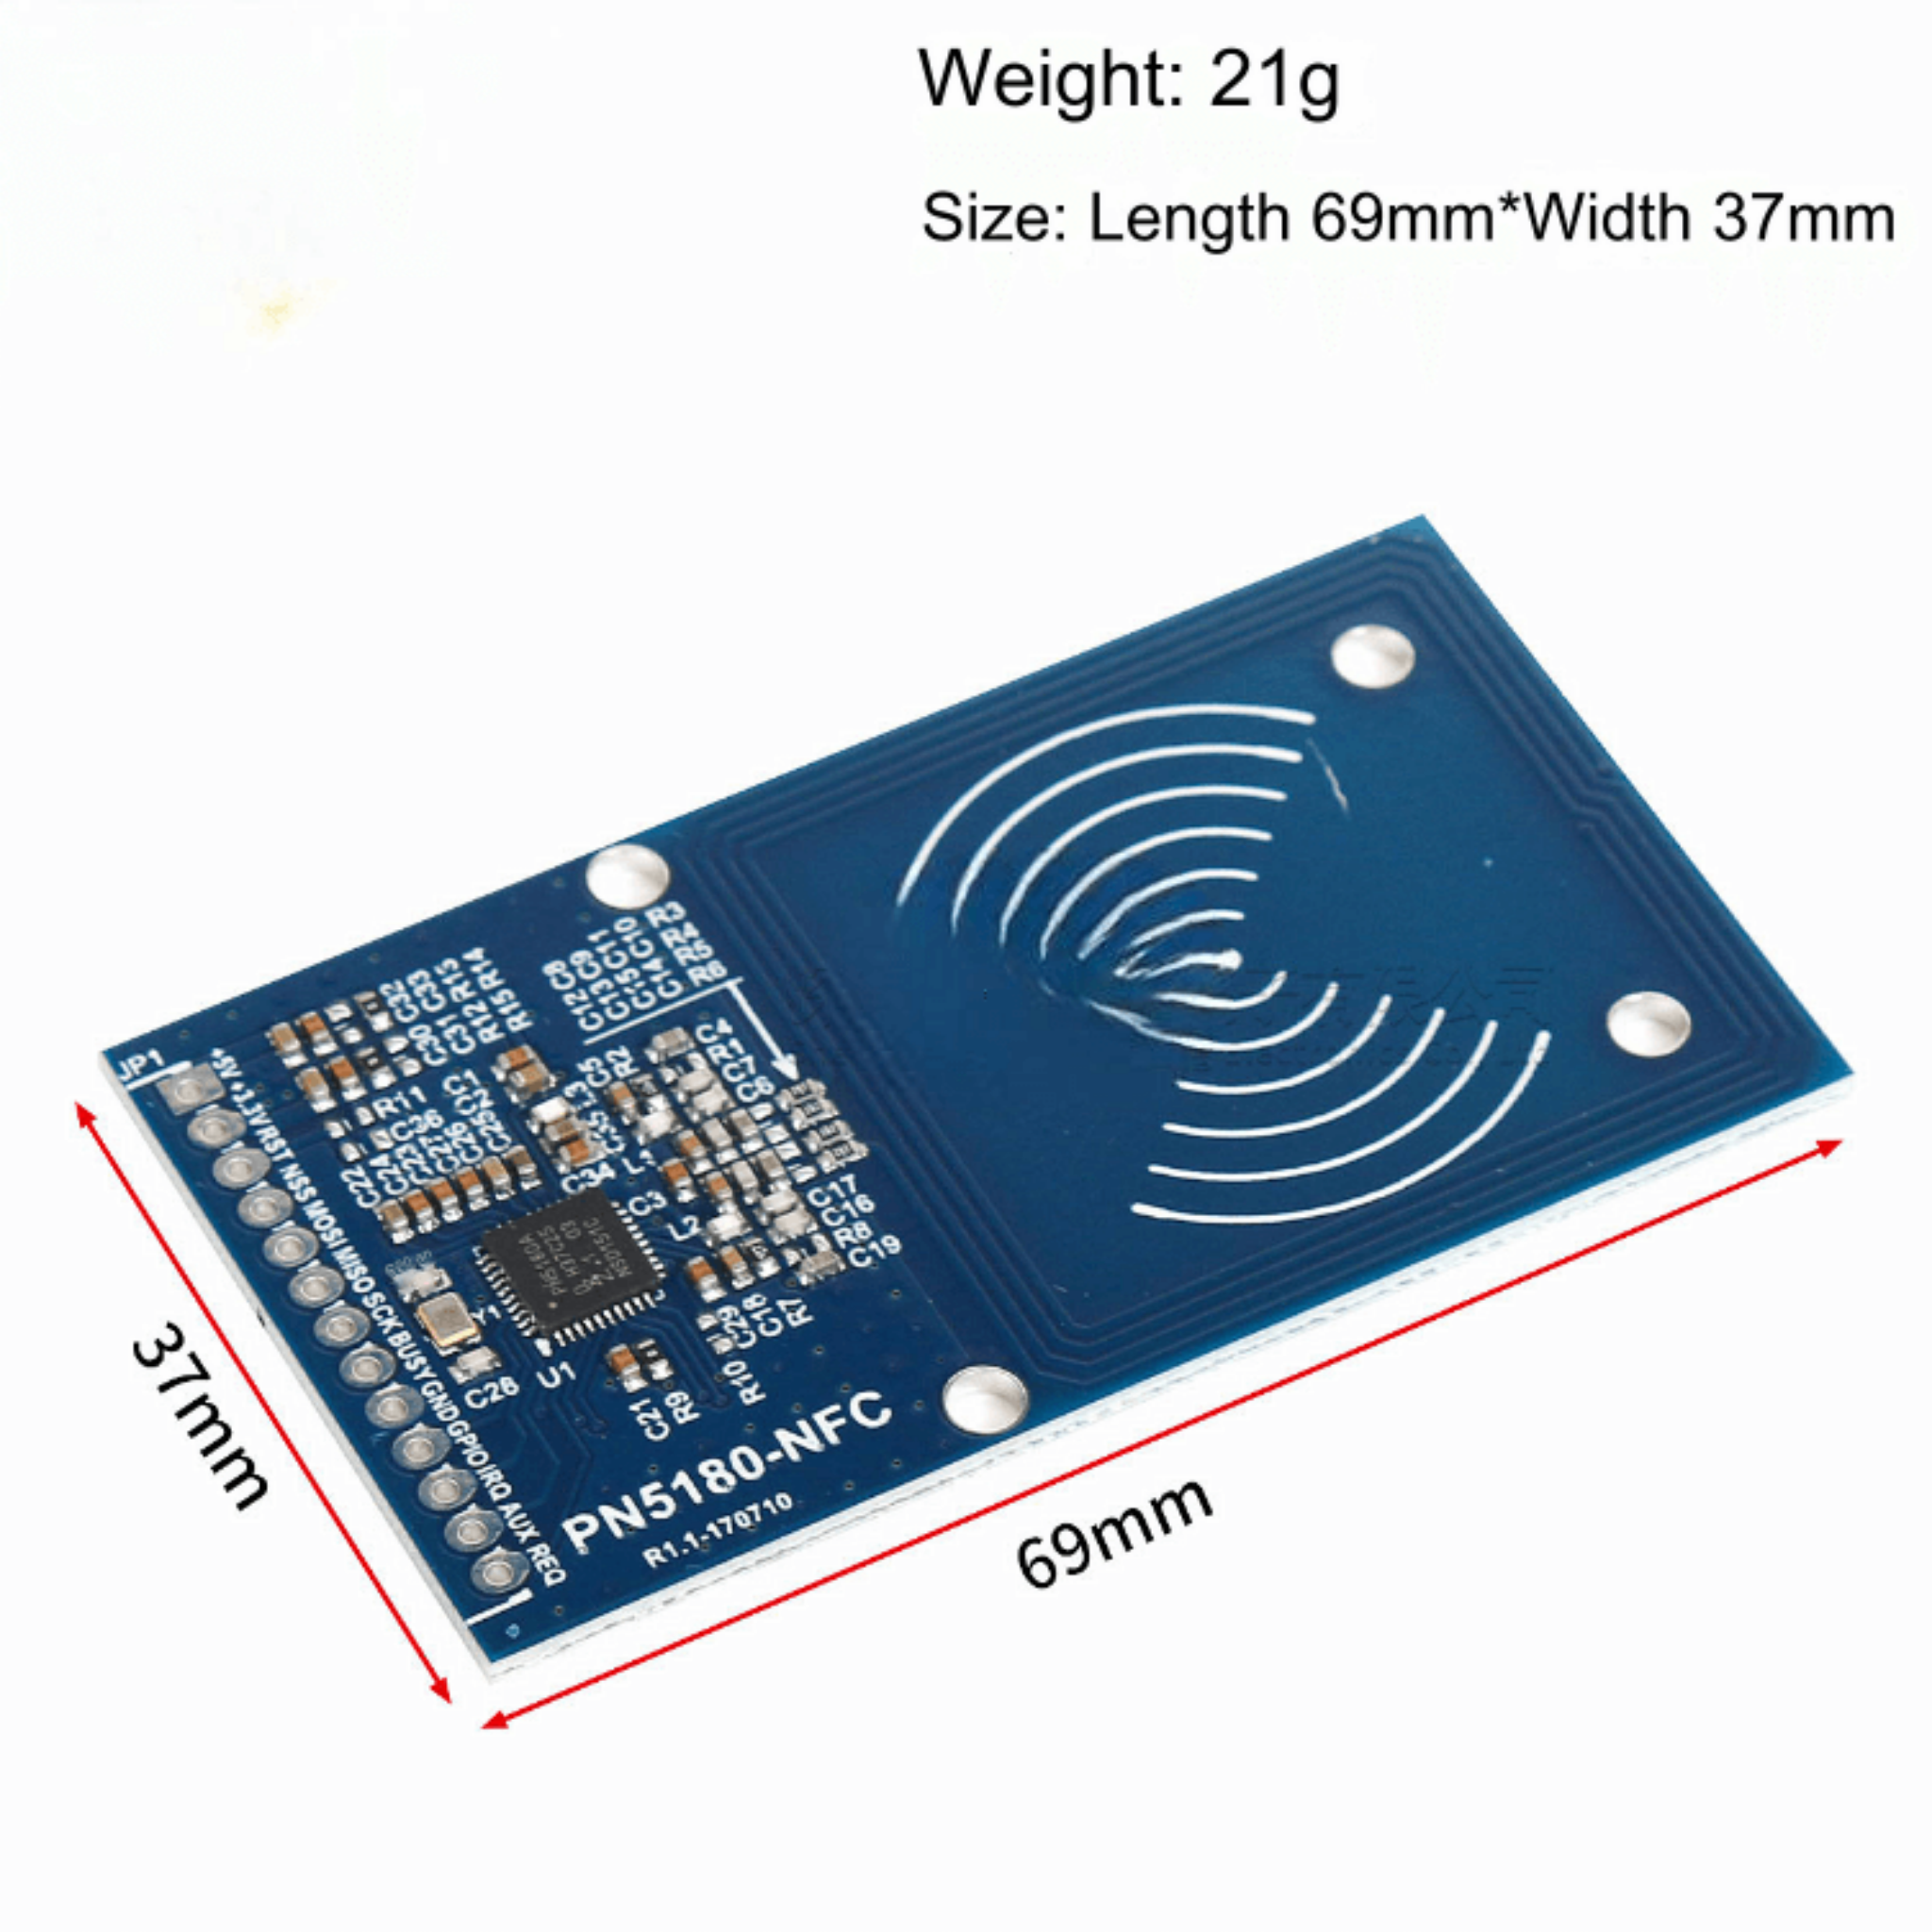 Weight: 21g
Size: Length 69mm*Width 37mm
JP1
+5V +3.3V RST NSS MOSI MISO SCK BUSY GND GPIO IRQ AUX REQ
C32
C33
R13
R14
C30
C31
R12
R15
C12 C8
C13 C9
C15 C11
C14 C10
R6 R5 R4 R3
R11
C36
C1
C22
C24
C23
C27
C26
C25
C35
L3
C5
R2
C4
R1
C34
L1
C3
L2
C17
C16
R8
C19
C29
C18
R7
R10
R9
C21
U1
Y1
C28
PN5180-NFC
R1.1-170710
37mm
69mm